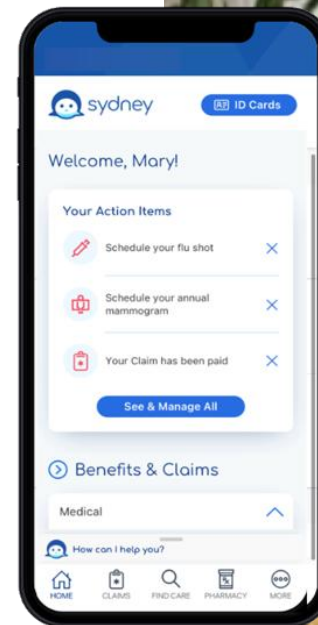 sydney
ID Cards
Welcome, Mary!
Your Action Items
Schedule your flu shot
Schedule your annual
mammogram
Your Claim has been paid
See & Manage All
Benefits & Claims
Medical
How can I help you?
HOME CLAIMS FIND CARE PHARMACY MORE